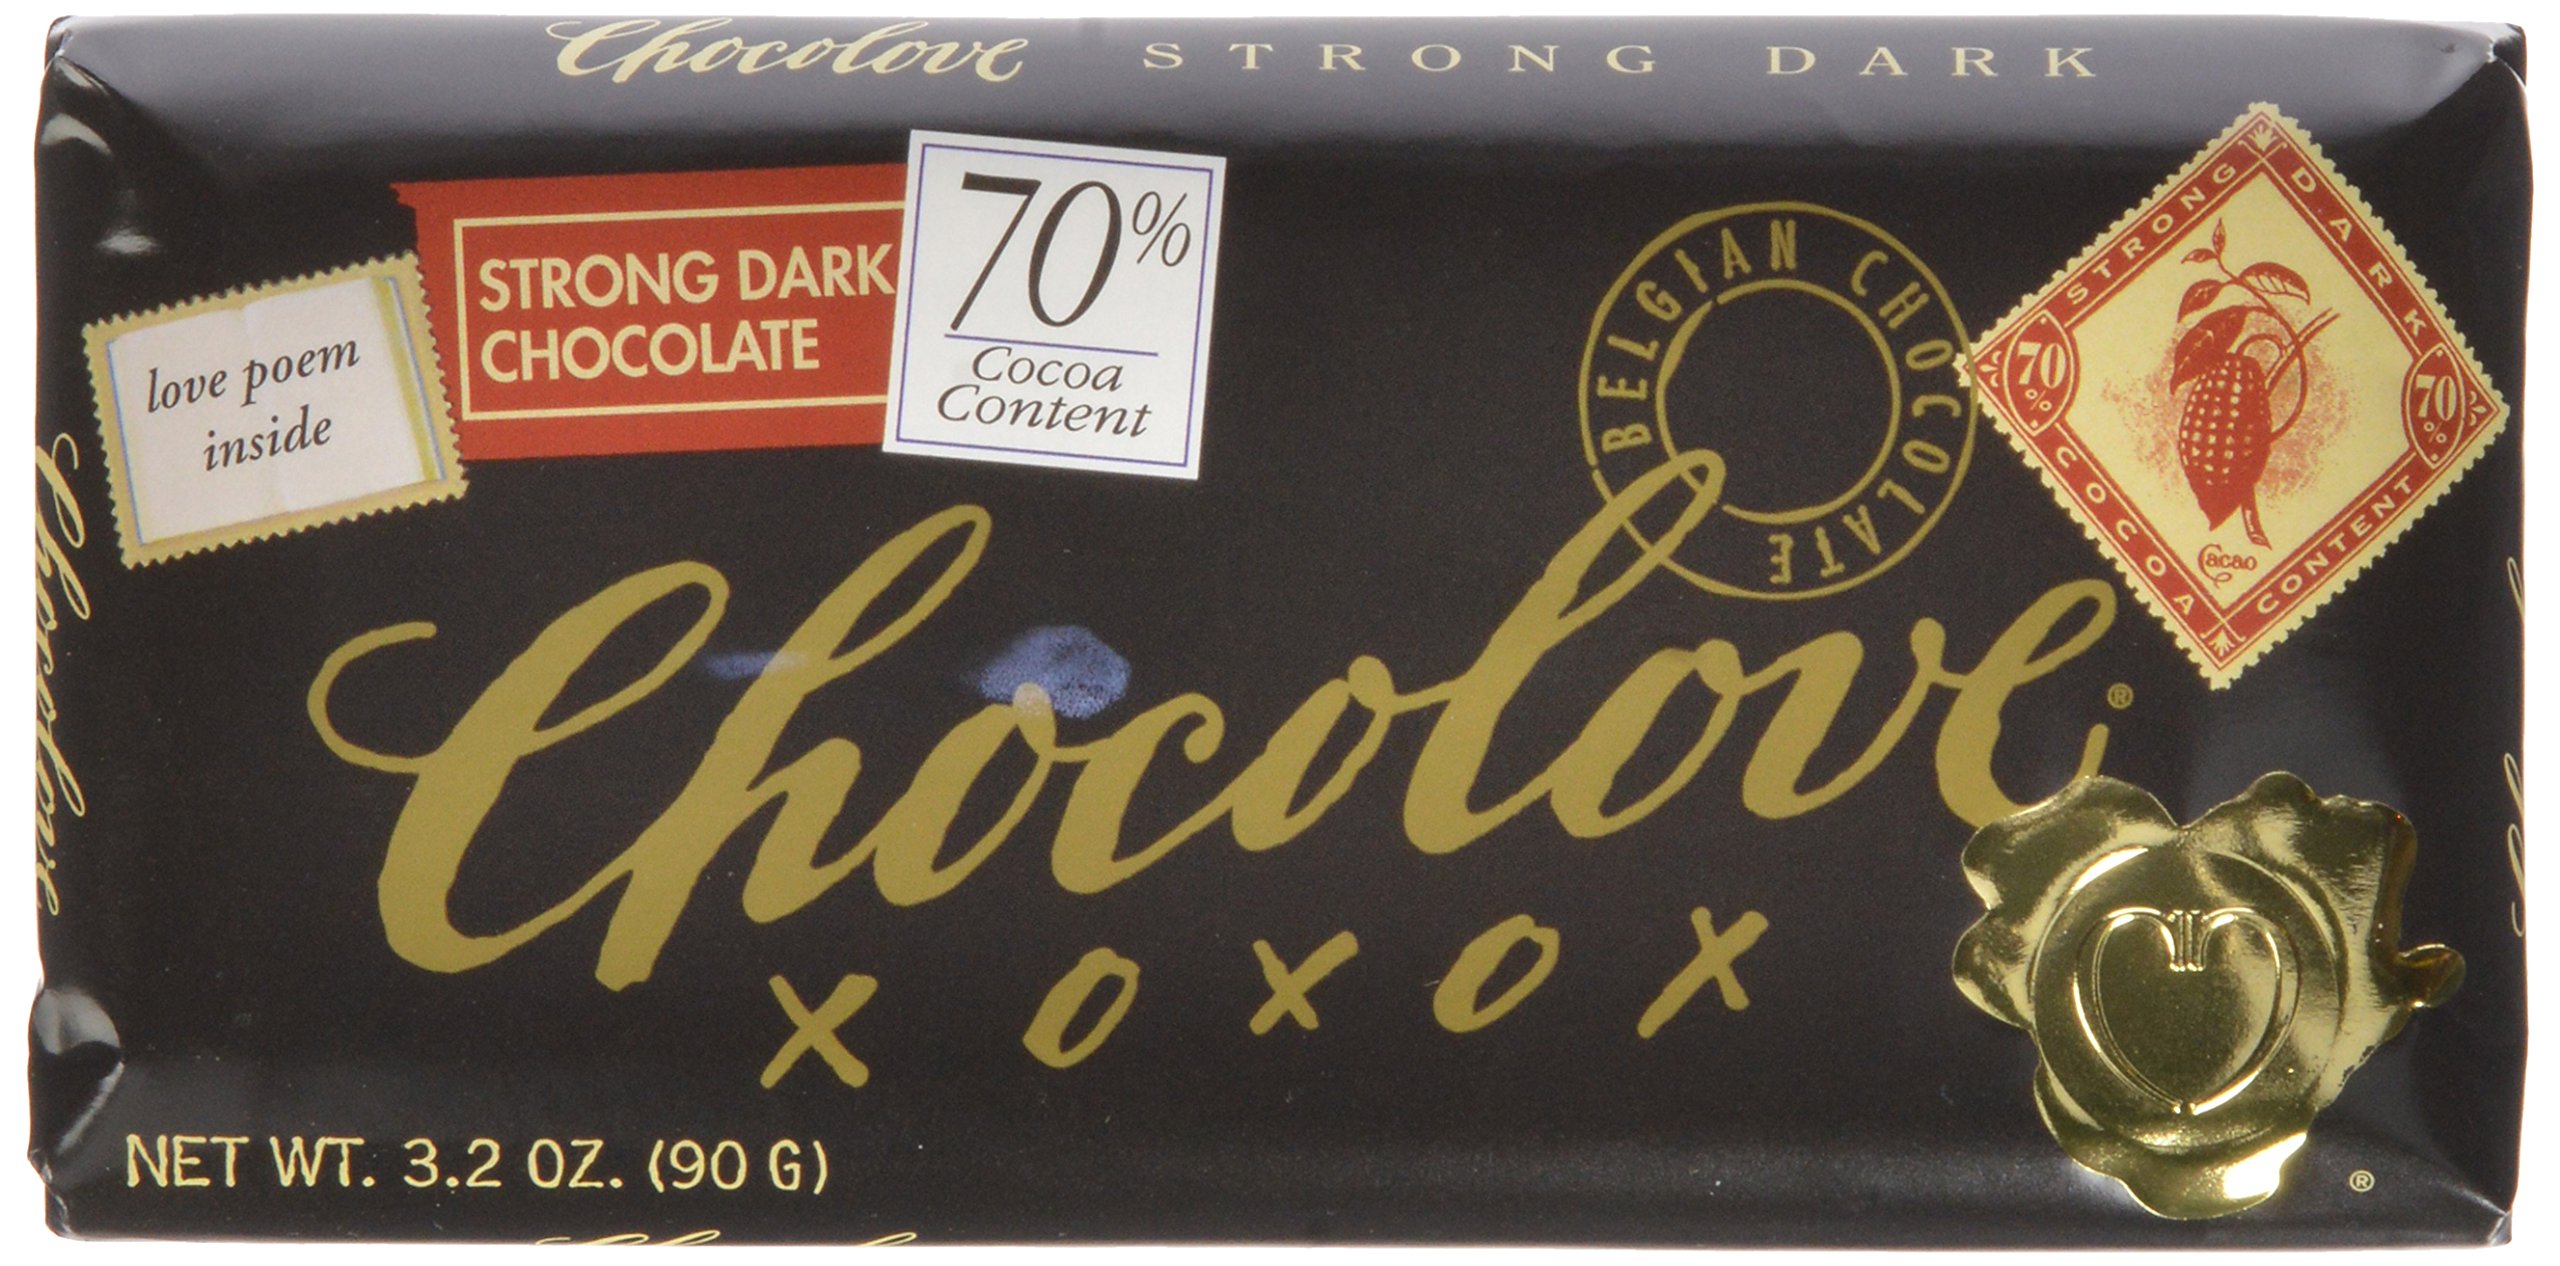 Chocolove STRONG DARK
love poem
inside
STRONG DARK
CHOCOLATE
70%
Cocoa
Content
BELGIAN CHOCOLATE
STRONG DARK
70%
70%
COCOA CONTENT
Cacao
Chocolove®
XOXOX
NET WT. 3.2 OZ. (90 G)
®
Chocolove